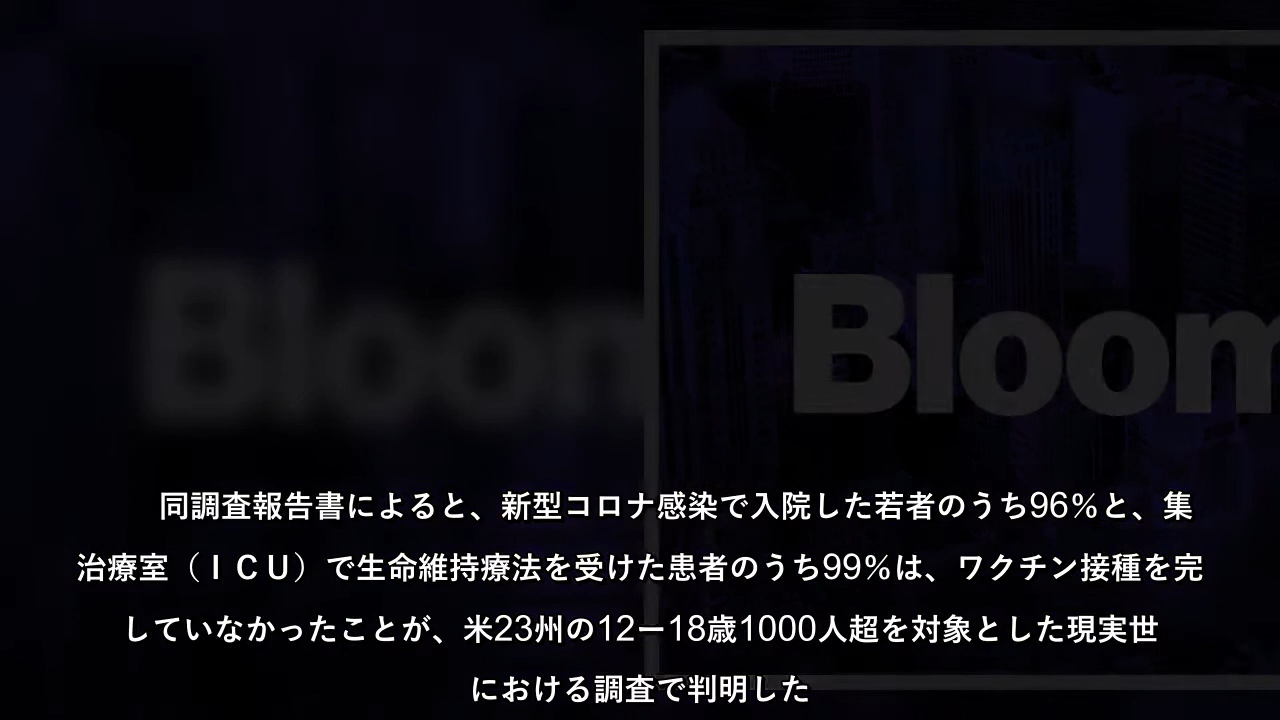 Bloom
Bloom
同調査報告書によると、新型コロナ感染で入院した若者のうち96%と、集
治療室（ＩＣＵ）で生命維持療法を受けた患者のうち99%は、ワクチン接種を完
していなかったことが、米23州の12ー18歳1000人超を対象とした現実世
における調査で判明した